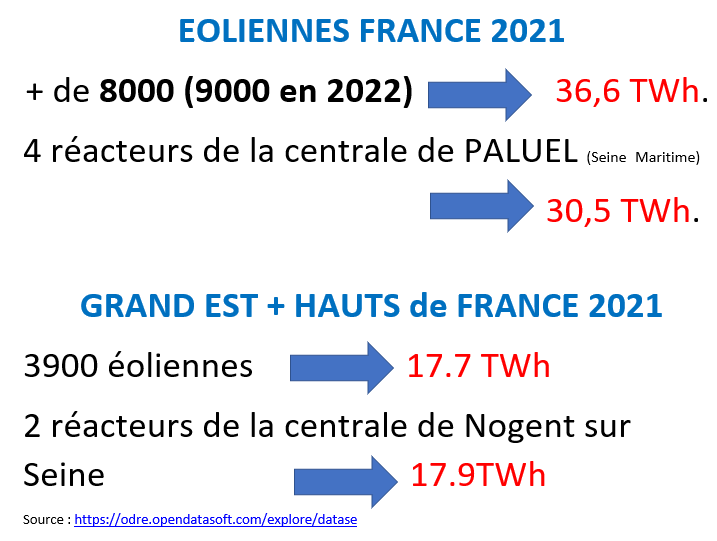 EOLIENNES FRANCE 2021
+ de 8000 (9000 en 2022) 36,6 TWh.
4 réacteurs de la centrale de PALUEL (Seine Maritime)
30,5 TWh.
GRAND EST + HAUTS de FRANCE 2021
3900 éoliennes 17.7 TWh
2 réacteurs de la centrale de Nogent sur
Seine 17.9TWh
Source : https://odre.opendatasoft.com/explore/datase